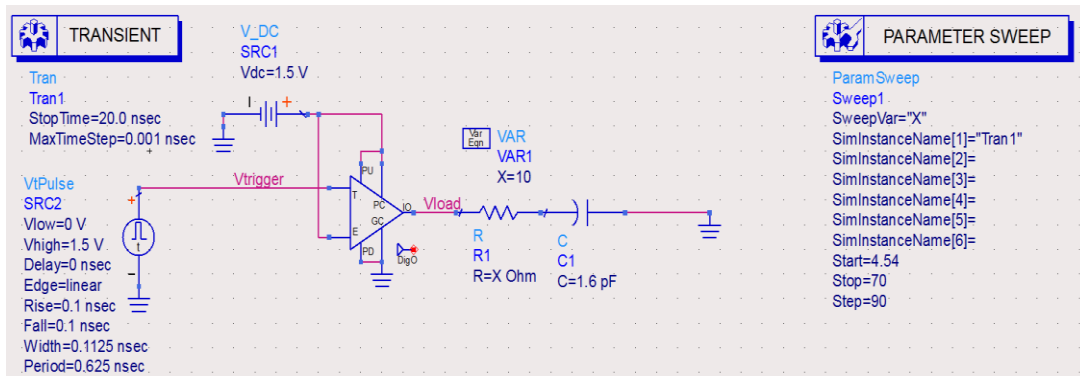 TRANSIENT
Tran
Tran1
StopTime=20.0 nsec
MaxTimeStep=0.001 nsec
V_DC
SRC1
Vdc=1.5 V
VtPulse
SRC2
Vlow=0 V
Vhigh=1.5 V
Delay=0 nsec
Edge=linear
Rise=0.1 nsec
Fall=0.1 nsec
Width=0.1125 nsec
Period=0.625 nsec
t
Vtrigger
PU
T
PC
IO
GC
E
PD
DigO
Vload
Var
Eqn
VAR
VAR1
X=10
R
R1
R=X Ohm
C
C1
C=1.6 pF
PARAMETER SWEEP
ParamSweep
Sweep1
SweepVar="X"
SimInstanceName[1]="Tran1"
SimInstanceName[2]=
SimInstanceName[3]=
SimInstanceName[4]=
SimInstanceName[5]=
SimInstanceName[6]=
Start=4.54
Stop=70
Step=90